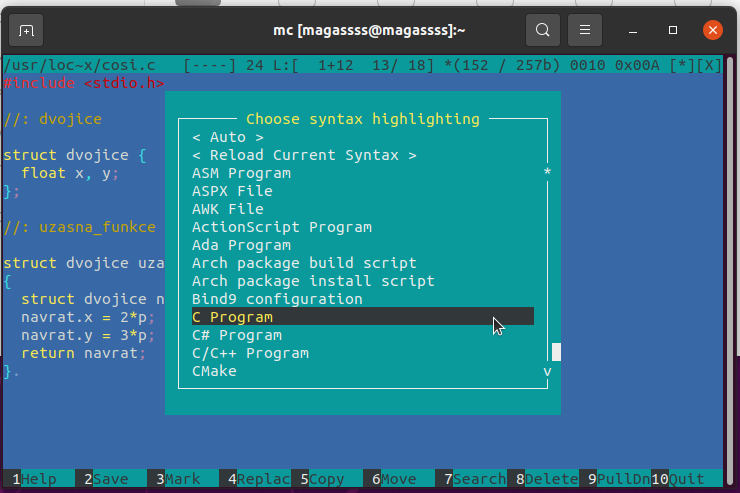 mc [magassss@magassss]:~
/usr/loc~x/cosi.c   [----] 24 L:[  1+12  13/ 18] *(152 / 257b) 0010 0x00A [*][X]
#include <stdio.h>
//: dvojice
struct dvojice {
  float x, y;
};
//: uzasna_funkce
struct dvojice uza
{
  struct dvojice n
  navrat.x = 2*p;
  navrat.y = 3*p;
  return navrat;
}.
Choose syntax highlighting
< Auto >
< Reload Current Syntax >
ASM Program
ASPX File
AWK File
ActionScript Program
Ada Program
Arch package build script
Arch package install script
Bind9 configuration
C Program
C# Program
C/C++ Program
CMake
*
v
1Help 2Save 3Mark 4Replac 5Copy 6Move 7Search 8Delete 9PullDn 10Quit